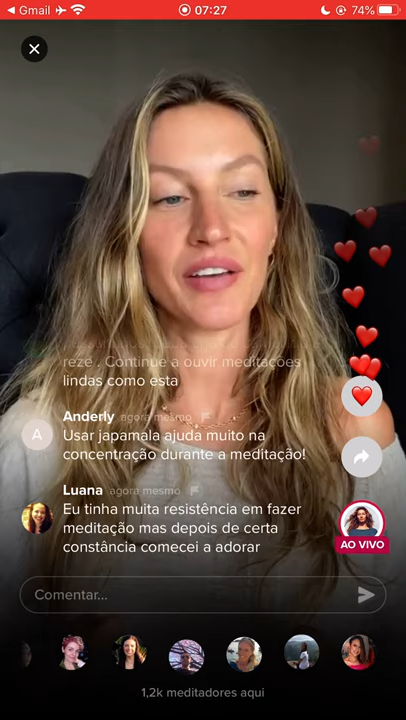 Gmail
07:27
74%
reze . Continue a ouvir meditações
lindas como esta
Anderly agora mesmo
A
Usar japamala ajuda muito na
concentração durante a meditação!
Luana agora mesmo
Eu tinha muita resistência em fazer
meditação mas depois de certa
constância comecei a adorar
AO VIVO
Comentar...
1,2k meditadores aqui